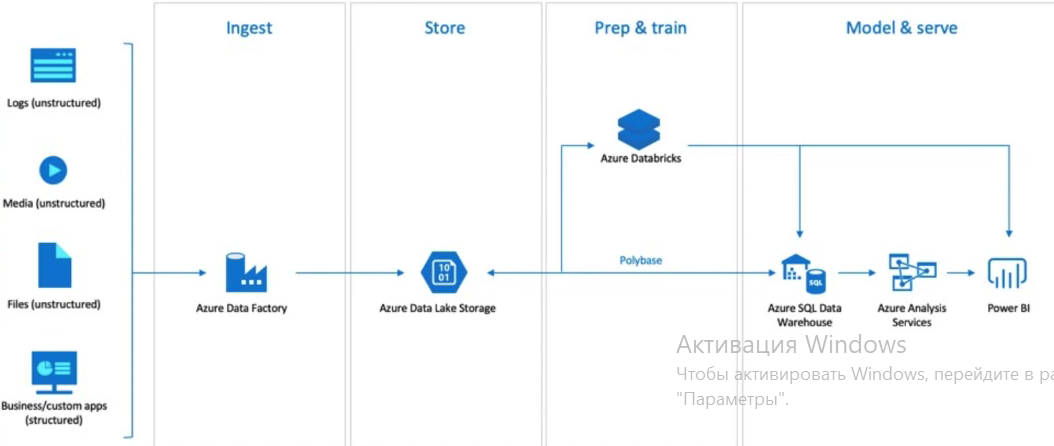 Ingest
Store
Prep & train
Model & serve
Logs (unstructured)
Media (unstructured)
Files (unstructured)
Business/custom apps
(structured)
Azure Data Factory
10
01
Azure Data Lake Storage
Azure Databricks
Polybase
SQL
Azure SQL Data
Warehouse
Azure Analysis
Services
Power BI
Активация Windows
Чтобы активировать Windows, перейдите в ра
"Параметры".